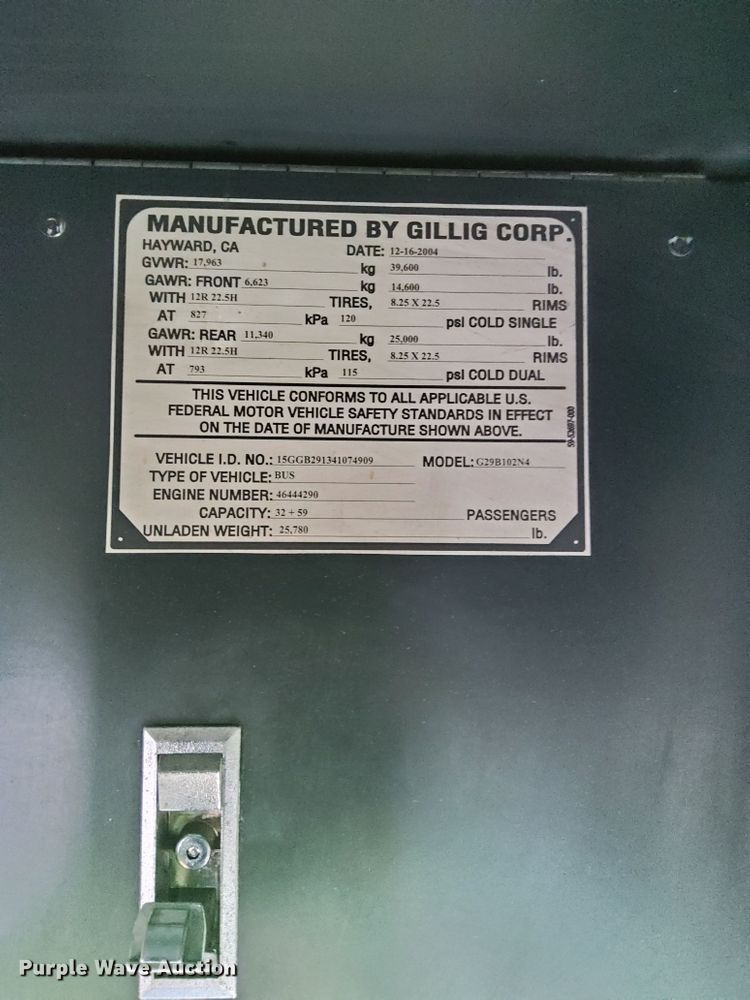 MANUFACTURED BY GILLIG CORP.
HAYWARD, CA DATE: 12-16-2004
GVWR: 17,963 kg 39,600 lb.
GAWR: FRONT 6,623 kg 14,600 lb.
WITH 12R 22.5H TIRES, 8.25 X 22.5 RIMS
AT 827 kPa 120 psi COLD SINGLE
GAWR: REAR 11,340 kg 25,000 lb.
WITH 12R 22.5H TIRES, 8.25 X 22.5 RIMS
AT 793 kPa 115 psi COLD DUAL
THIS VEHICLE CONFORMS TO ALL APPLICABLE U.S.
FEDERAL MOTOR VEHICLE SAFETY STANDARDS IN EFFECT
ON THE DATE OF MANUFACTURE SHOWN ABOVE.
59-52697-000
VEHICLE I.D. NO.: 15GGB291341074909 MODEL: G29B102N4
TYPE OF VEHICLE: BUS
ENGINE NUMBER: 46444290
CAPACITY: 32 + 59 PASSENGERS
UNLADEN WEIGHT: 25,780 lb.
Purple Wave Auction